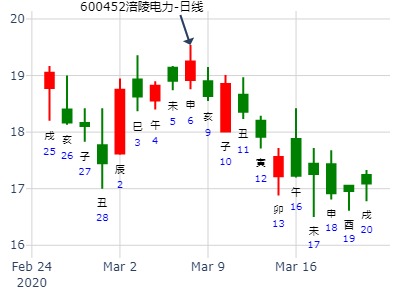 600452涪陵电力-日线
20
19
18
17
16
戌
25
亥
26
子
27
丑
28
辰
2
巳
3
午
4
未
5
申
6
亥
9
子
10
丑
11
寅
12
卯
13
午
16
未
17
申
18
酉
19
戌
20
Feb 24
2020
Mar 2
Mar 9
Mar 16